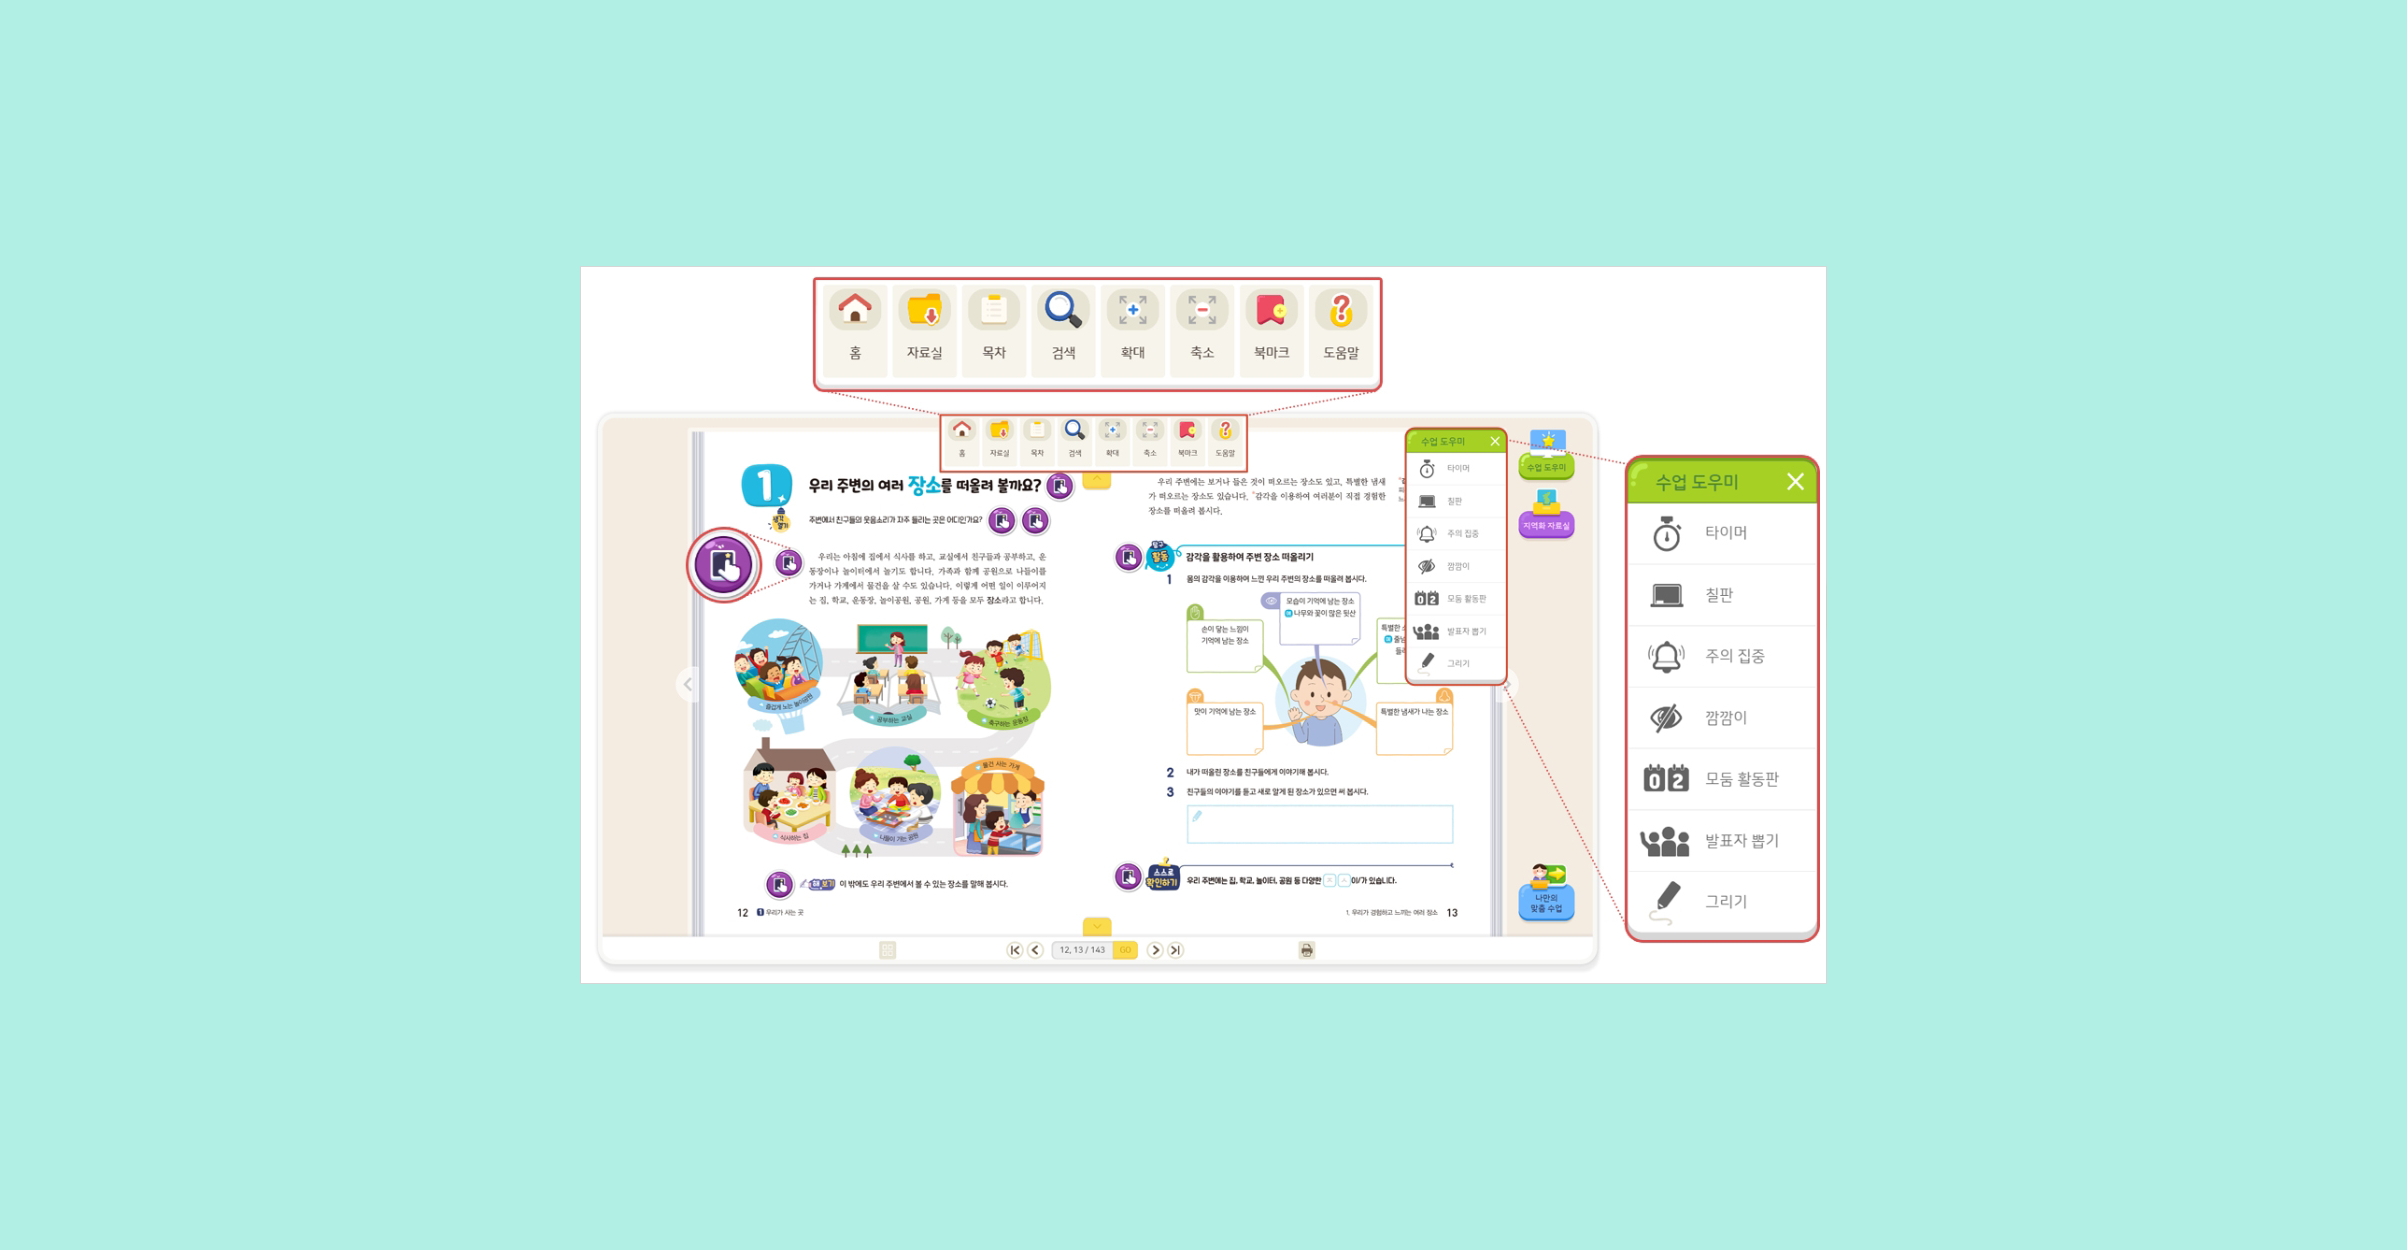 홈
자료실
목차
검색
확대
축소
북마크
도움말
홈
자료실
목차
검색
확대
축소
북마크
도움말
1
우리 주변의 여러 장소를 떠올려 볼까요?
생각
열기
주변에서 친구들의 웃음소리가 자주 들리는 곳은 어디인가요?
우리는 아침에 집에서 식사를 하고, 교실에서 친구들과 공부하고, 운
동장이나 놀이터에서 놀기도 합니다. 가족과 함께 공원으로 나들이를
가거나 가게에서 물건을 살 수도 있습니다. 이렇게 어떤 일이 이루어지
는 집, 학교, 운동장, 놀이공원, 공원, 가게 등을 모두 장소라고 합니다.
즐겁게 노는 놀이공원
공부하는 교실
축구하는 운동장
식사하는 집
나들이 가는 공원
물건 사는 가게
이 밖에도 우리 주변에서 볼 수 있는 장소를 말해 봅시다.
12
1 우리가 사는 곳
우리 주변에는 보거나 들은 것이 떠오르는 장소도 있고, 특별한 냄새
가 떠오르는 장소도 있습니다. *감각을 이용하여 여러분이 직접 경험한
장소를 떠올려 봅시다.
탐구
활동
감각을 활용하여 주변 장소 떠올리기
1 몸의 감각을 이용하여 느낀 우리 주변의 장소를 떠올려 봅시다.
모습이 기억에 남는 장소
예 나무와 꽃이 많은 뒷산
손이 닿는 느낌이
기억에 남는 장소
맛이 기억에 남는 장소
특별한 냄새가 나는 장소
2 내가 떠올린 장소를 친구들에게 이야기해 봅시다.
3 친구들의 이야기를 듣고 새로 알게 된 장소가 있으면 써 봅시다.
스스로
확인하기
우리 주변에는 집, 학교, 놀이터, 공원 등 다양한 ㅈ ㅅ 이/가 있습니다.
1. 우리가 경험하고 느끼는 여러 장소 13
수업 도우미
타이머
칠판
주의 집중
깜깜이
모둠 활동판
발표자 뽑기
그리기
수업 도우미
지역화 자료실
나만의
맞춤 수업
12, 13 / 143
GO
수업 도우미
타이머
칠판
주의 집중
깜깜이
02
모둠 활동판
발표자 뽑기
그리기